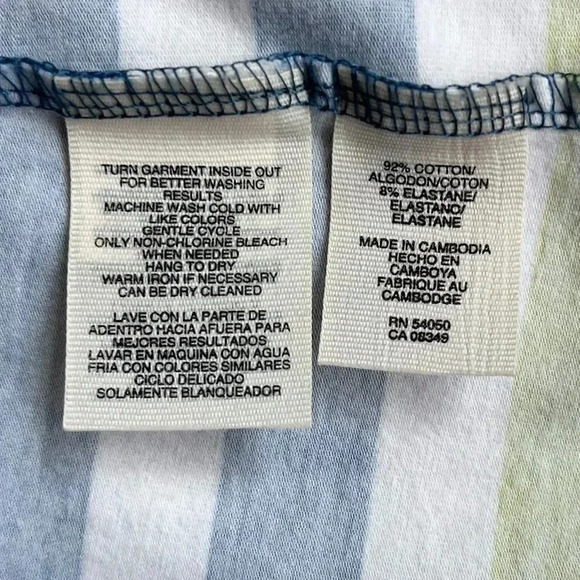 TURN GARMENT INSIDE OUT
FOR BETTER WASHING
RESULTS
MACHINE WASH COLD WITH
LIKE COLORS
GENTLE CYCLE
ONLY NON-CHLORINE BLEACH
WHEN NEEDED
HANG TO DRY
WARM IRON IF NECESSARY
CAN BE DRY CLEANED
LAVE CON LA PARTE DE
ADENTRO HACIA AFUERA PARA
MEJORES RESULTADOS
LAVAR EN MAQUINA CON AGUA
FRIA CON COLORES SIMILARES
CICLO DELICADO
SOLAMENTE BLANQUEADOR
92% COTTON/
ALGODON/COTON
8% ELASTANE/
ELASTANO/
ELASTANE
MADE IN CAMBODIA
HECHO EN
CAMBOYA
FABRIQUE AU
CAMBODGE
RN 54050
CA 08349